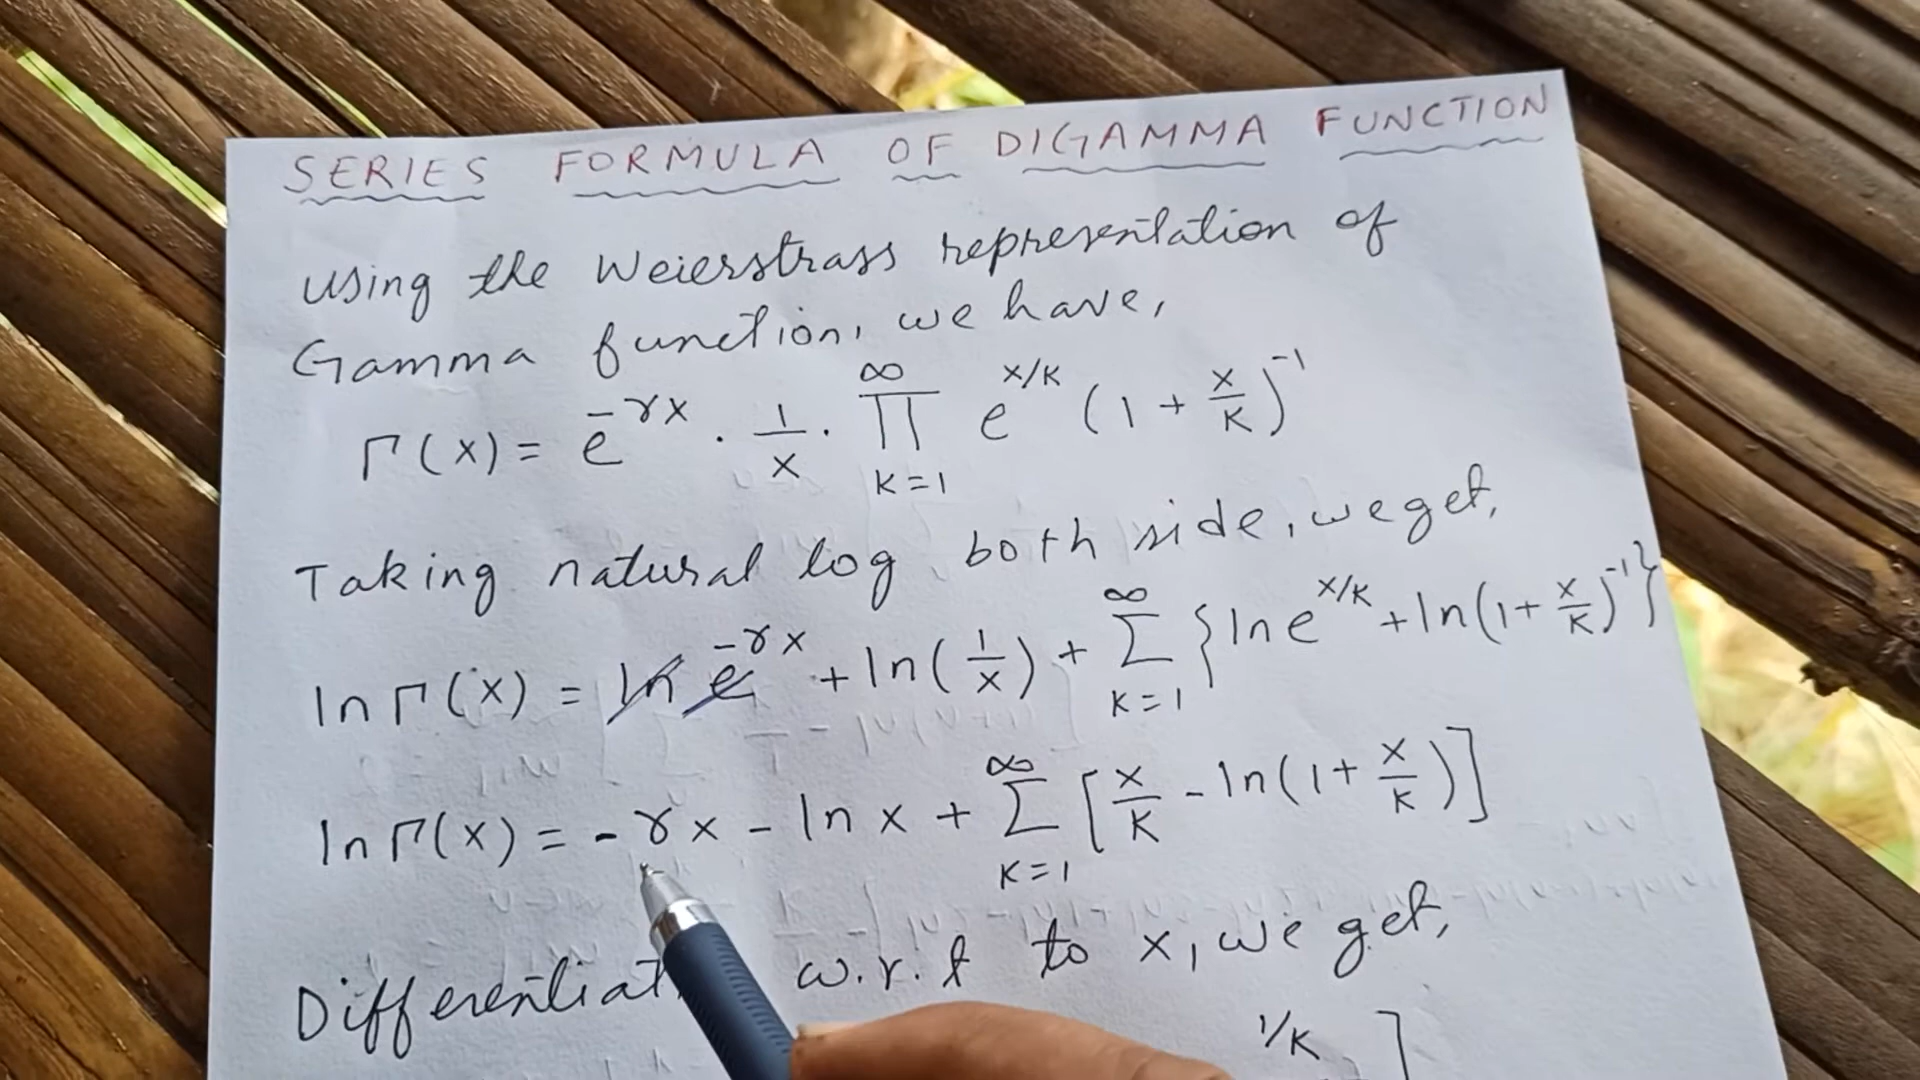 SERIES FORMULA OF DIGAMMA FUNCTION
Using the Weierstrass representation of
Gamma function, we have,
Γ(x) = e^{-γx} · 1/x · ∏_{k=1}^{∞} e^{x/k} (1 + x/k)^{-1}
Taking natural log both side, we get,
ln Γ(x) = ln e^{-γx} + ln(1/x) + ∑_{k=1}^{∞} {ln e^{x/k} + ln(1 + x/k)^{-1}}
ln Γ(x) = -γx - ln x + ∑_{k=1}^{∞} [x/k - ln(1 + x/k)]
w.r.t to x, we get,
1/k ]